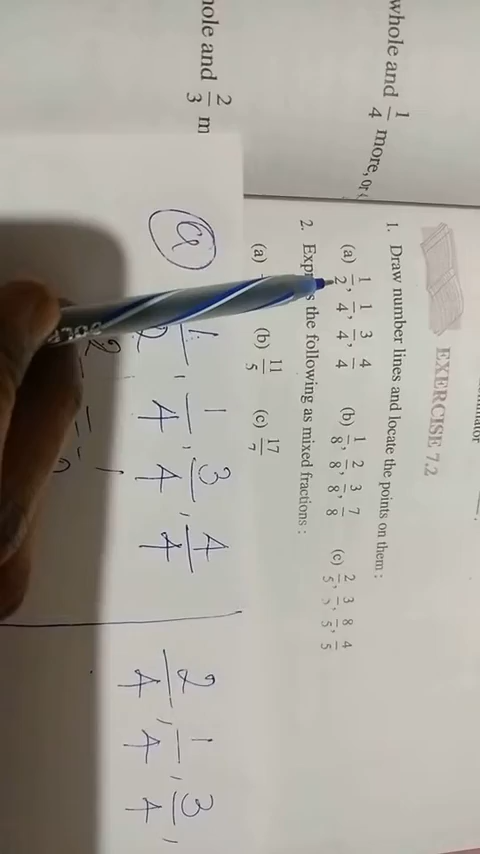 whole and 1/4 more, or
hole and 2/3 m
EXERCISE 7.2
1. Draw number lines and locate the points on them :
(a) 1/2, 1/4, 3/4, 4/4 (b) 1/8, 2/8, 3/8, 7/8 (c) 2/5, 3/5, 8/5, 4/5
2. Express the following as mixed fractions :
(a) (b) 11/5 (c) 17/7
(a) 1/2, 1/4, 3/4, 4/4 | 2/4, 1/4, 3/4,